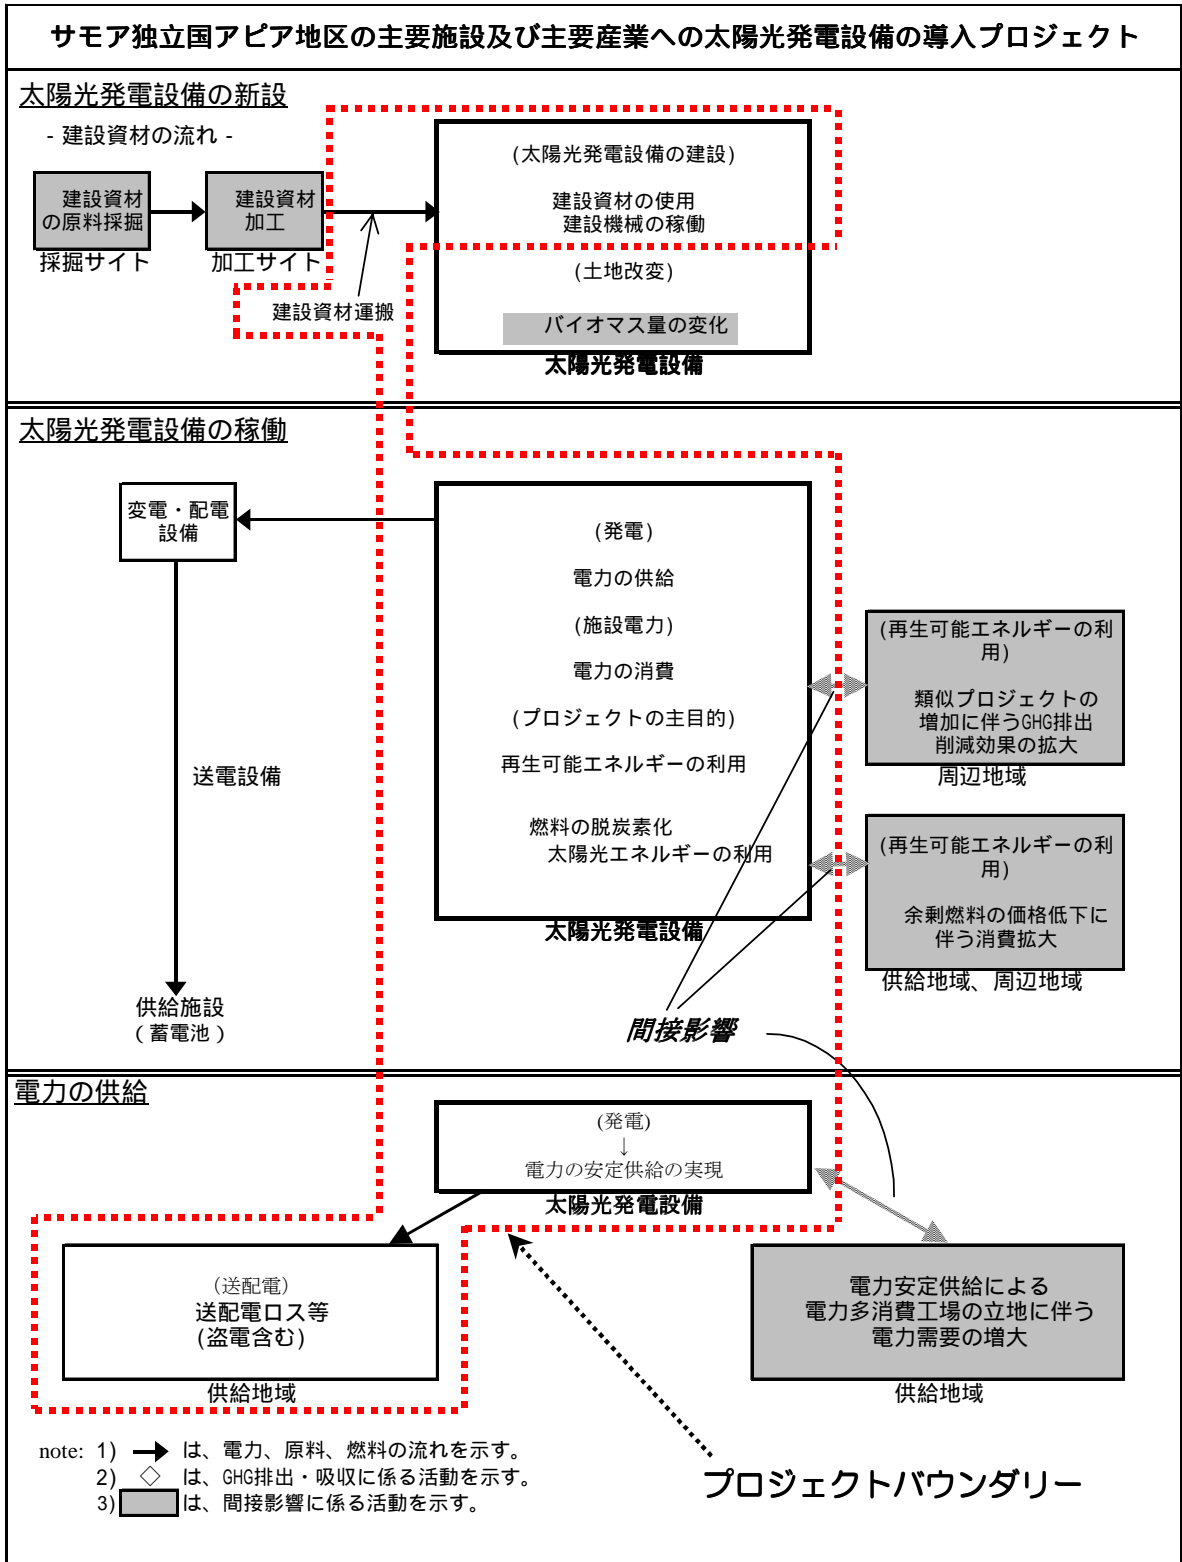 サモア独立国アピア地区の主要施設及び主要産業への太陽光発電設備の導入プロジェクト
太陽光発電設備の新設
- 建設資材の流れ -
建設資材
の原料採掘
採掘サイト
建設資材
加工
加工サイト
建設資材運搬
(太陽光発電設備の建設)
建設資材の使用
建設機械の稼働
(土地改変)
バイオマス量の変化
太陽光発電設備
太陽光発電設備の稼働
変電・配電
設備
送電設備
供給施設
(蓄電池)
(発電)
電力の供給
(施設電力)
電力の消費
(プロジェクトの主目的)
再生可能エネルギーの利用
燃料の脱炭素化
太陽光エネルギーの利用
太陽光発電設備
(再生可能エネルギーの利
用)
類似プロジェクトの
増加に伴うGHG排出
削減効果の拡大
周辺地域
(再生可能エネルギーの利
用)
余剰燃料の価格低下に
伴う消費拡大
供給地域、周辺地域
間接影響
電力の供給
(発電)
↓
電力の安定供給の実現
太陽光発電設備
(送配電)
送配電ロス等
(盗電含む)
供給地域
電力安定供給による
電力多消費工場の立地に伴う
電力需要の増大
供給地域
note: 1) → は、電力、原料、燃料の流れを示す。
2) ◇ は、GHG排出・吸収に係る活動を示す。
3) は、間接影響に係る活動を示す。
プロジェクトバウンダリー